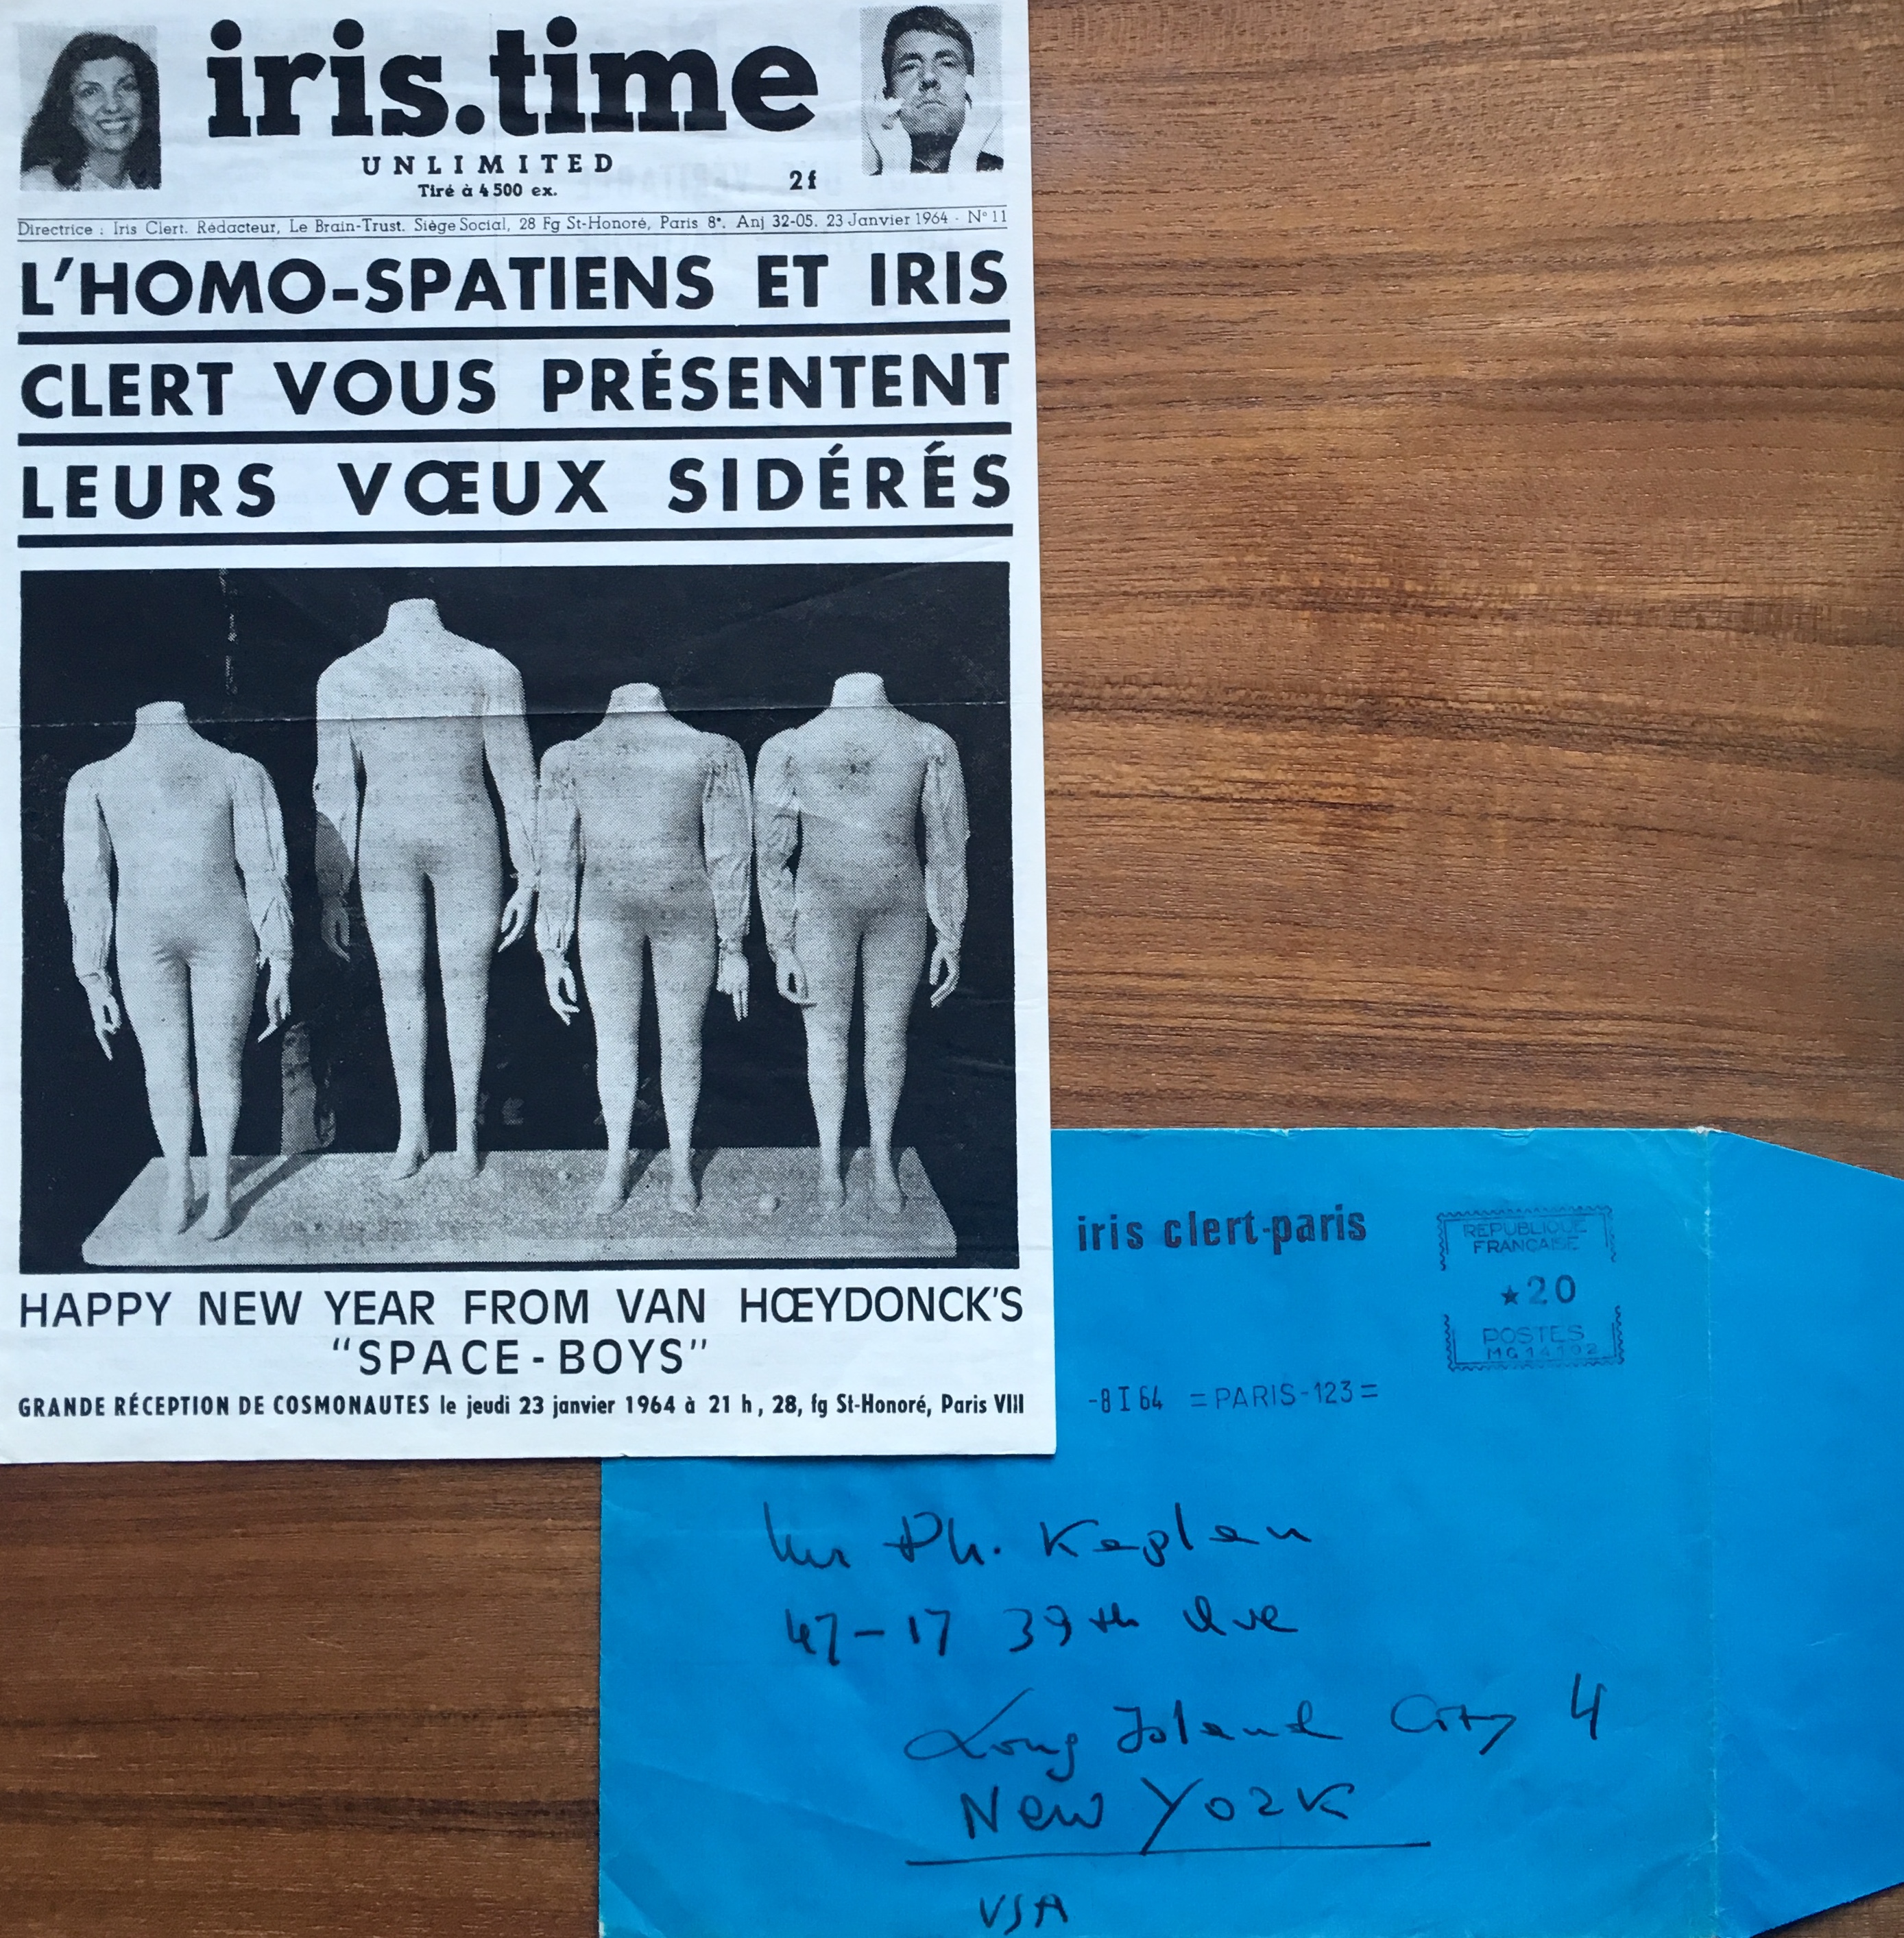 iris.time
UNLIMITED
Tiré à 4500 ex.
2f
Directrice : Iris Clert. Rédacteur, Le Brain-Trust. Siège Social, 28 Fg St-Honoré, Paris 8e. Anj 32-05. 23 Janvier 1964 - N° 11
L'HOMO-SPATIENS ET IRIS
CLERT VOUS PRÉSENTENT
LEURS VŒUX SIDÉRÉS
HAPPY NEW YEAR FROM VAN HŒYDONCK'S
"SPACE-BOYS"
GRANDE RÉCEPTION DE COSMONAUTES le jeudi 23 janvier 1964 à 21 h, 28, fg St-Honoré, Paris VIII
iris clert-paris
REPUBLIQUE
FRANCAISE
★20
POSTES
MG14102
-8 I 64 =PARIS-123=
Mr Ph. Kaplan
47-17 39th Ave
Long Island City 4
New York
USA